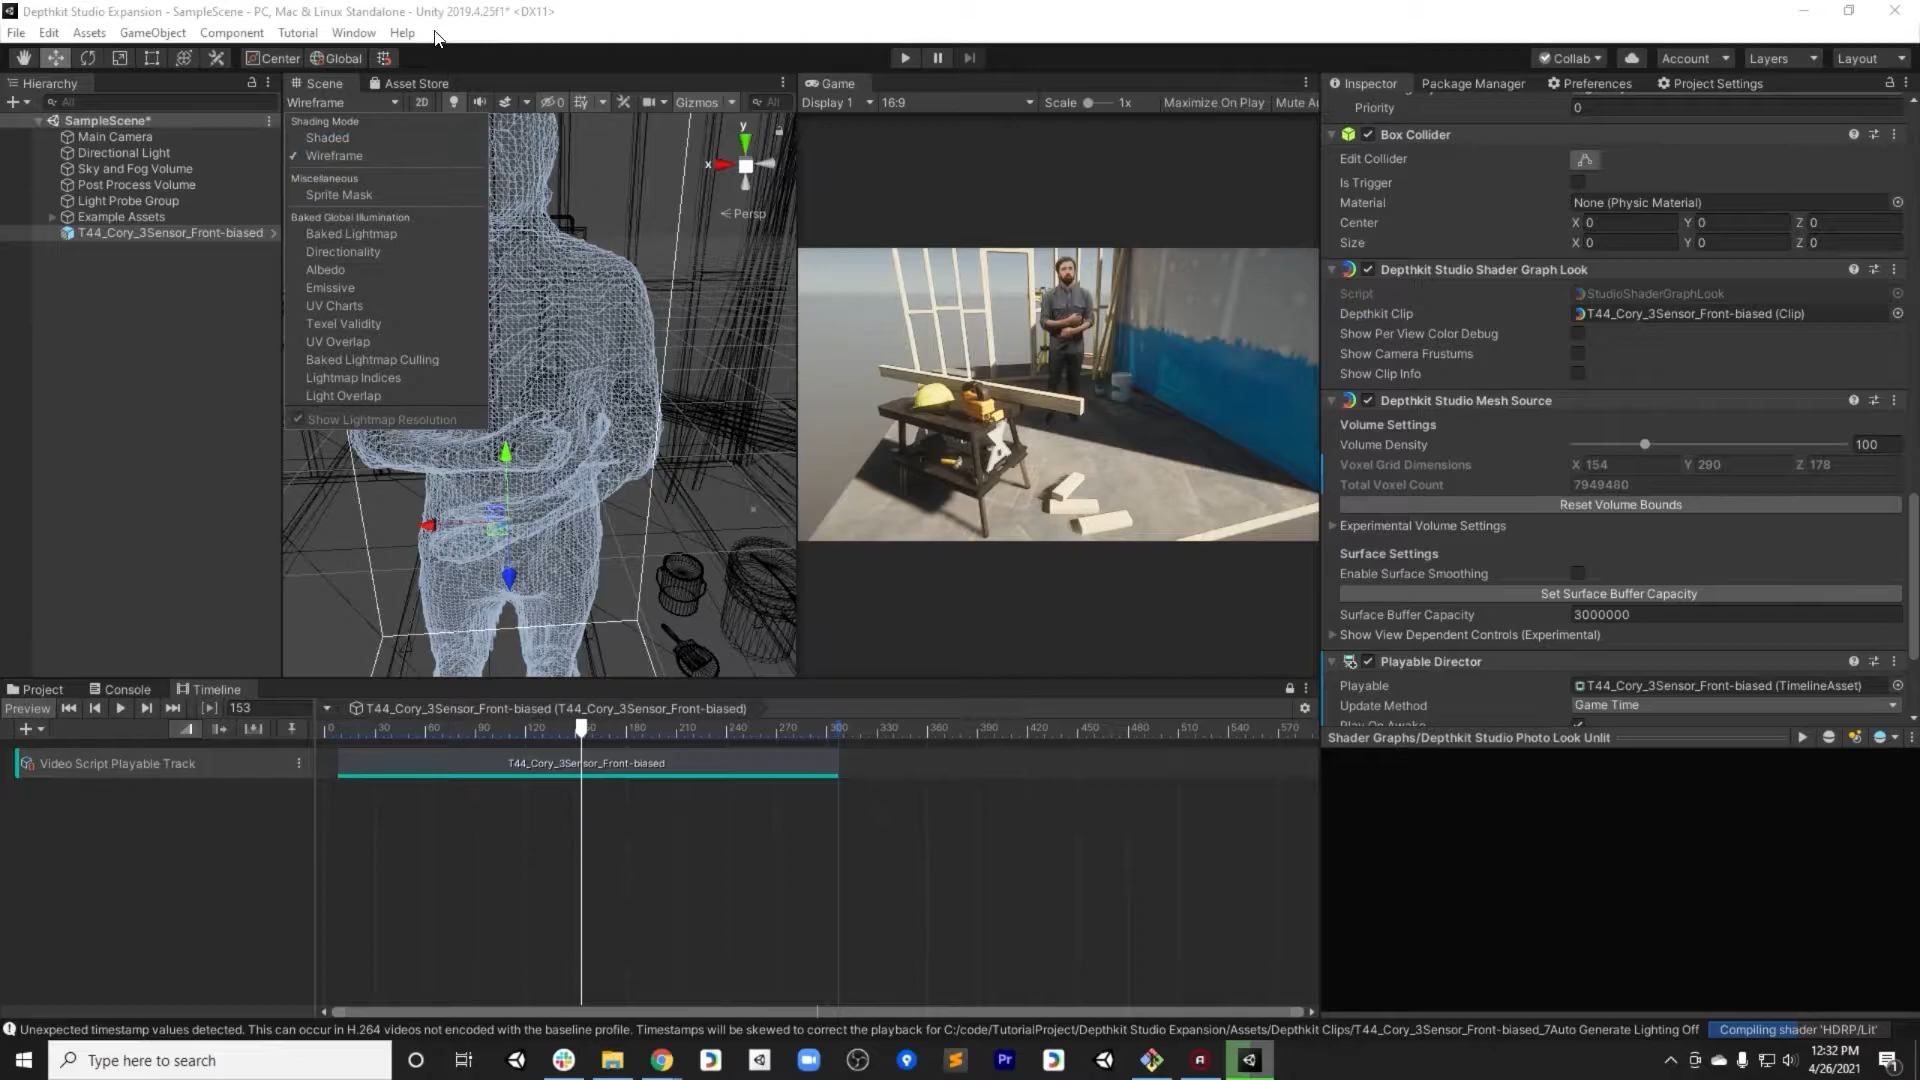 Depthkit Studio Expansion - SampleScene - PC, Mac & Linux Standalone - Unity 2019.4.25f1* <DX11>
File Edit Assets GameObject Component Tutorial Window Help
Center Global Collab Account Layers Layout
Hierarchy
All
SampleScene*
Main Camera
Directional Light
Sky and Fog Volume
Post Process Volume
Light Probe Group
Example Assets
T44_Cory_3Sensor_Front-biased
Scene Asset Store
Wireframe 2D 0 Gizmos All
Shading Mode
Shaded
Wireframe
Miscellaneous
Sprite Mask
Baked Global Illumination
Baked Lightmap
Directionality
Albedo
Emissive
UV Charts
Texel Validity
UV Overlap
Baked Lightmap Culling
Lightmap Indices
Light Overlap
Show Lightmap Resolution
y
x
Persp
Game
Display 1 16:9 Scale 1x Maximize On Play Mute Au
Inspector Package Manager Preferences Project Settings
Priority 0
Box Collider
Edit Collider
Is Trigger
Material None (Physic Material)
Center X 0 Y 0 Z 0
Size X 0 Y 0 Z 0
Depthkit Studio Shader Graph Look
Script StudioShaderGraphLook
Depthkit Clip T44_Cory_3Sensor_Front-biased (Clip)
Show Per View Color Debug
Show Camera Frustums
Show Clip Info
Depthkit Studio Mesh Source
Volume Settings
Volume Density 100
Voxel Grid Dimensions X 154 Y 290 Z 178
Total Voxel Count 7949480
Reset Volume Bounds
Experimental Volume Settings
Surface Settings
Enable Surface Smoothing
Set Surface Buffer Capacity
Surface Buffer Capacity 3000000
Show View Dependent Controls (Experimental)
Playable Director
Playable T44_Cory_3Sensor_Front-biased (TimelineAsset)
Update Method Game Time
Play On Awake
Shader Graphs/Depthkit Studio Photo Look Unlit
Project Console Timeline
Preview 153 T44_Cory_3Sensor_Front-biased (T44_Cory_3Sensor_Front-biased)
0 30 60 90 120 180 210 240 270 300 330 360 390 420 450 480 510 540 570
Video Script Playable Track
T44_Cory_3Sensor_Front-biased
Unexpected timestamp values detected. This can occur in H.264 videos not encoded with the baseline profile. Timestamps will be skewed to correct the playback for C:/code/TutorialProject/Depthkit Studio Expansion/Assets/Depthkit Clips/T44_Cory_3Sensor_Front-biased_7Auto Generate Lighting Off
Compiling shader 'HDRP/Lit'
Type here to search
Pr
12:32 PM
4/26/2021
1